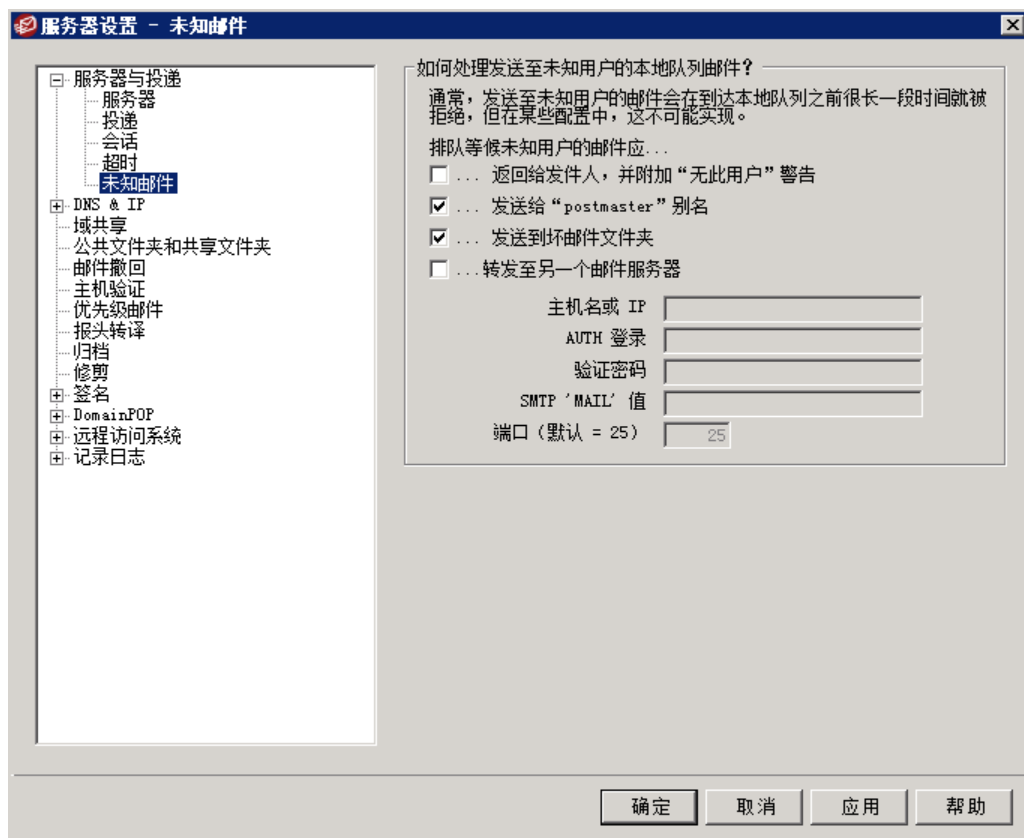 服务器设置 - 未知邮件
服务器与投递
服务器
投递
会话
超时
未知邮件
DNS & IP
域共享
公共文件夹和共享文件夹
邮件撤回
主机验证
优先级邮件
报头转译
归档
修剪
签名
DomainPOP
远程访问系统
记录日志
如何处理发送至未知用户的本地队列邮件？
通常，发送至未知用户的邮件会在到达本地队列之前很长一段时间就被
拒绝，但在某些配置中，这不可能实现。
排队等候未知用户的邮件应...
... 返回给发件人，并附加“无此用户”警告
... 发送给“postmaster”别名
... 发送到坏邮件文件夹
...转发至另一个邮件服务器
主机名或 IP
AUTH 登录
验证密码
SMTP 'MAIL' 值
端口（默认 = 25） 25
确定 取消 应用 帮助